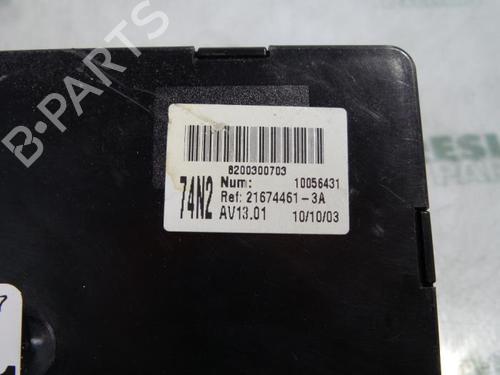 B-PARTS
8200300703
74N2
Num: 10056431
Ref: 21674461-3A
AV13.01 10/10/03